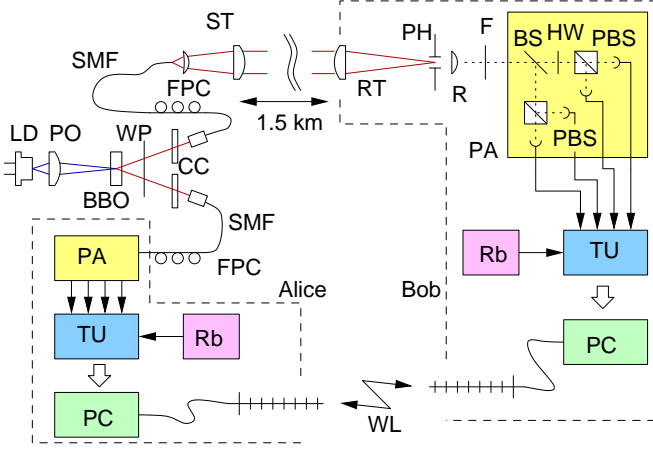 ST
PH
F
BS HW PBS
SMF
FPC
RT
R
1.5 km
LD PO WP
CC
PBS
PA
BBO
SMF
FPC
PA
Alice
Bob
Rb
TU
TU
Rb
PC
PC
WL